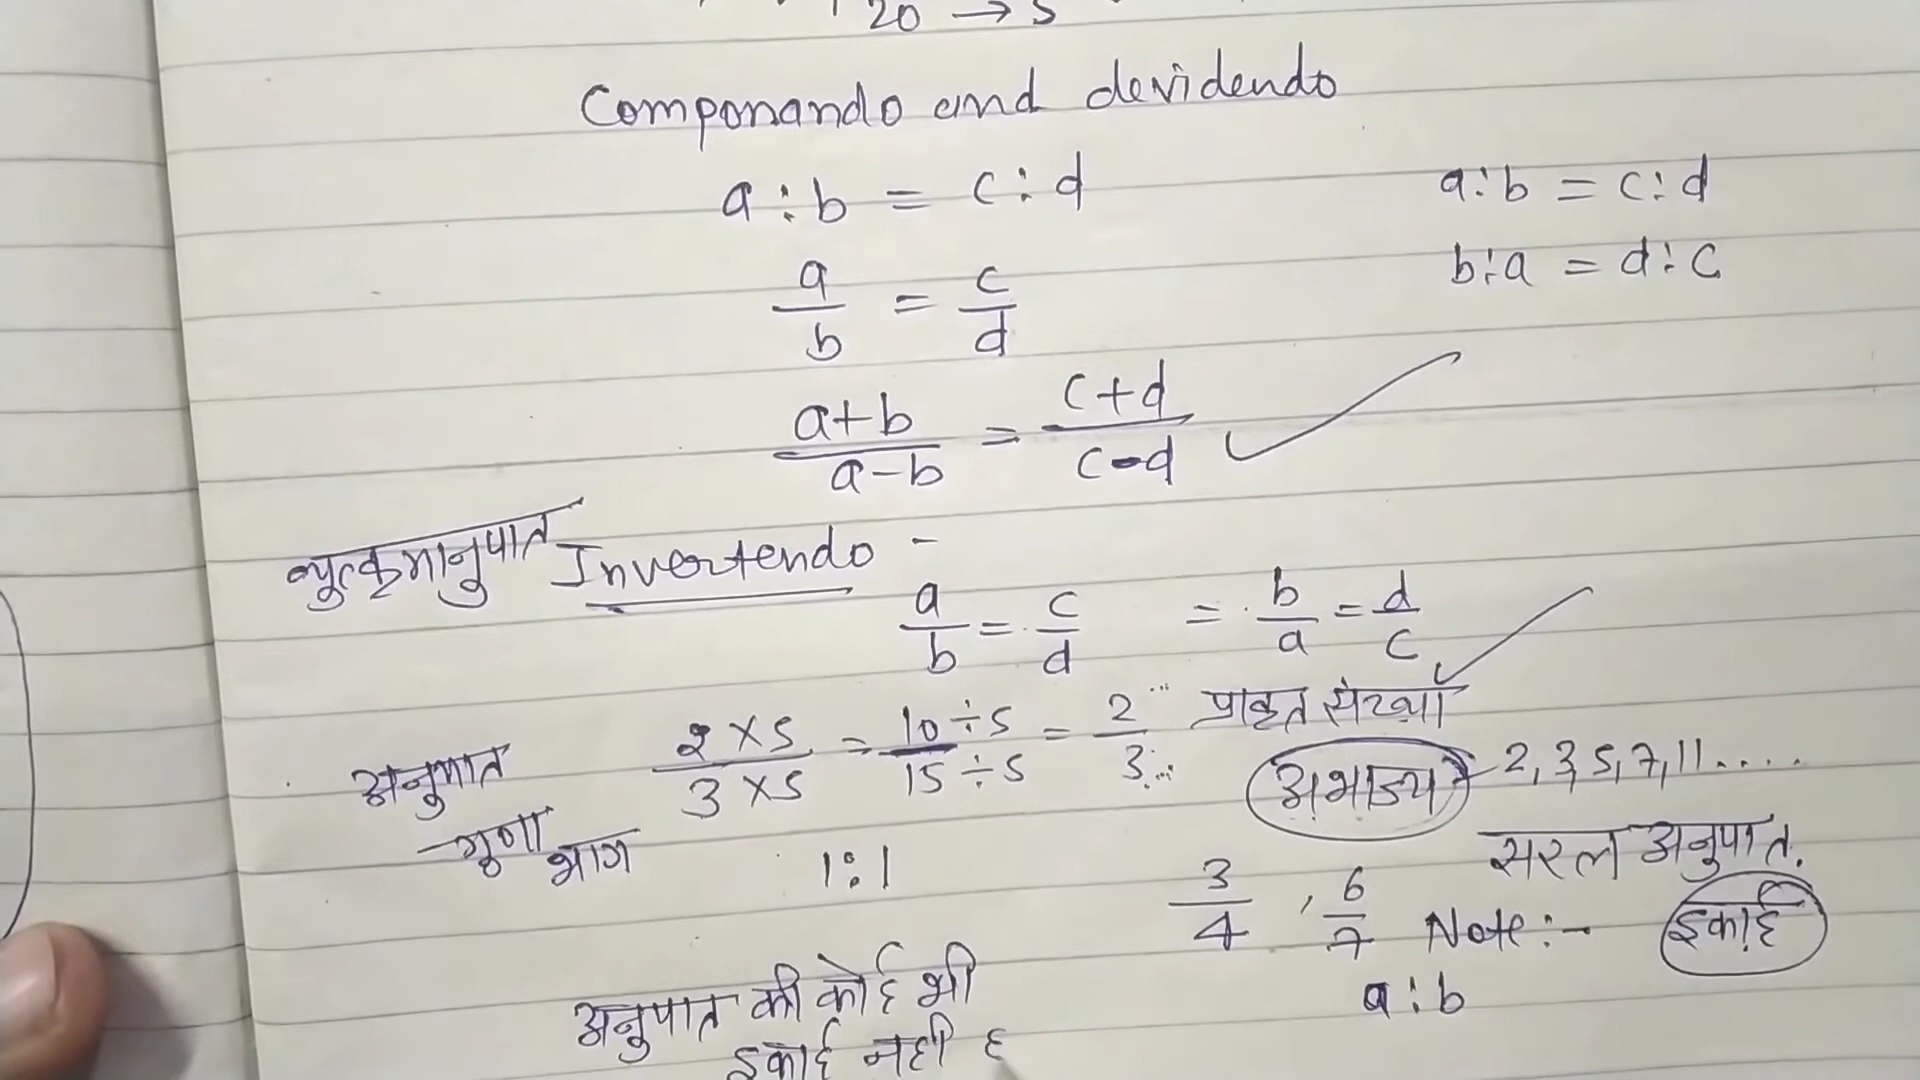 20 → 5
Componando and devidendo
a : b = c : d
a/b = c/d
a+b/a-b = c+d/c-d
a:b = c:d
b:a = d:c
व्युत्क्रमानुपात Invertendo -
a/b = c/d = b/a = d/c
अनुपात 2×5/3×5 = 10÷5/15÷5 = 2/3 प्राकृत संख्या
गुणा भाग
अभाज्य 2,3,5,7,11.....
1:1
सरल अनुपात.
3/4 , 6/7 Note:- इकाई
a:b
अनुपात की कोई भी
इकाई नही ह